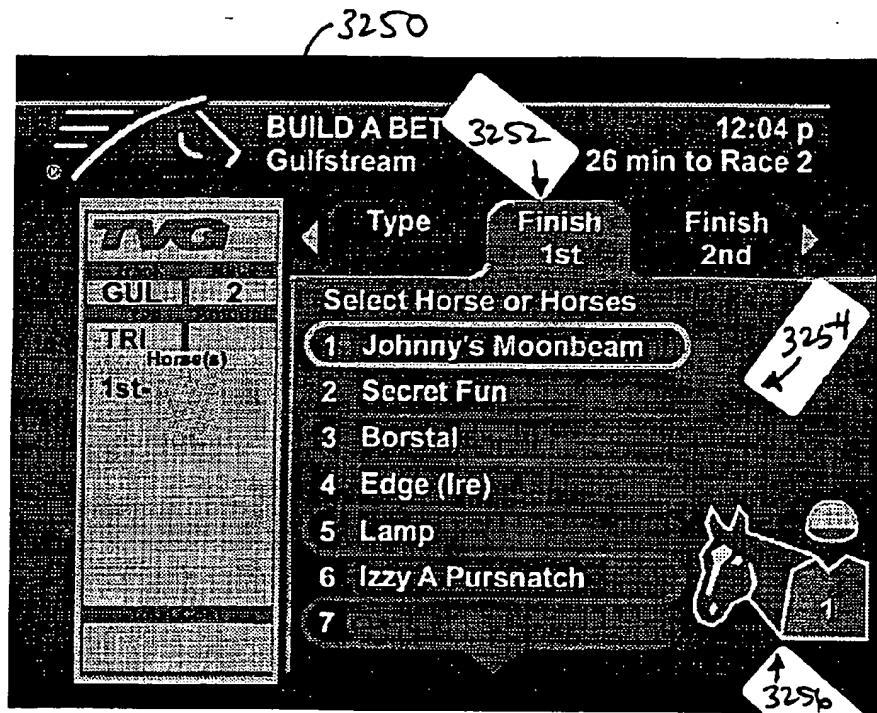 3250
BUILD A BET
3252
12:04 p
Gulfstream
26 min to Race 2
®
TVG
Type
Finish 1st
Finish 2nd
GUL 2
Select Horse or Horses
TRI
Horse(s)
1st-
1 Johnny's Moonbeam
3254
2 Secret Fun
3 Borstal
4 Edge (Ire)
5 Lamp
6 Izzy A Pursnatch
1
7
3256